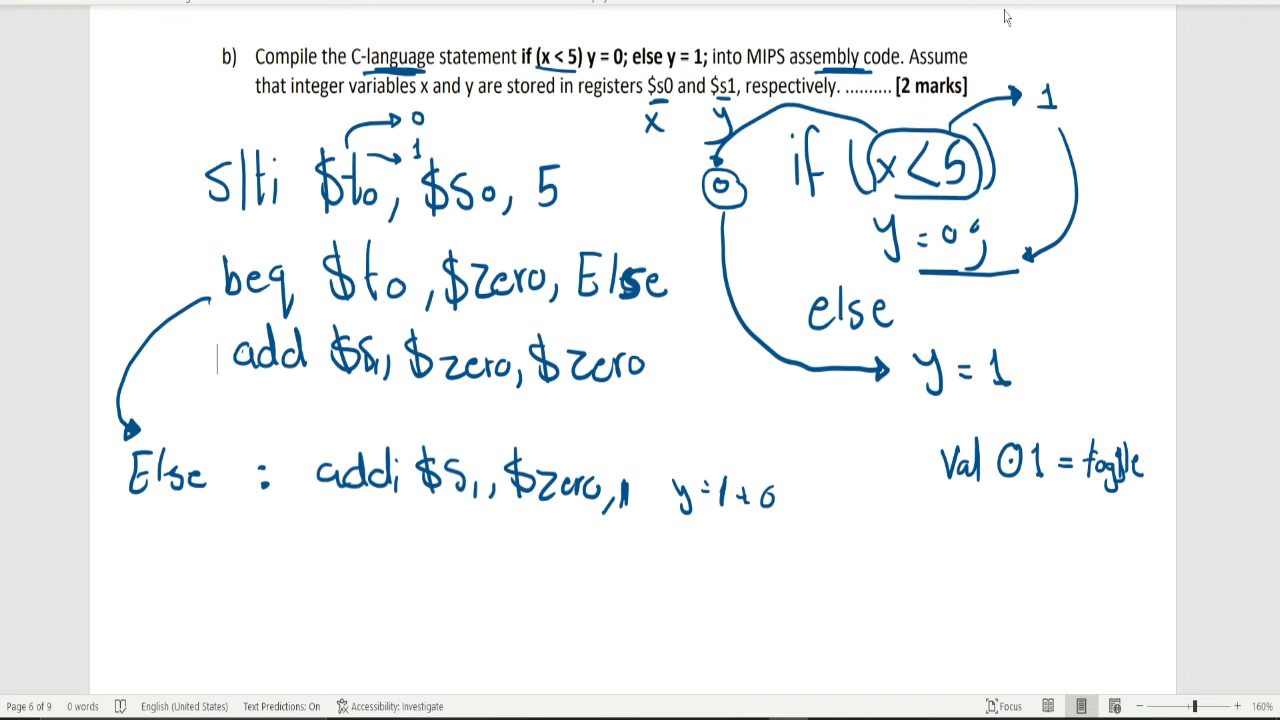 b) Compile the C-language statement if (x < 5) y = 0; else y = 1; into MIPS assembly code. Assume
that integer variables x and y are stored in registers $s0 and $s1, respectively. .......... [2 marks]
x y
0
1
slti $t0, $s0, 5
beq $t0, $zero, Else
add $s1, $zero, $zero
Else : addi $s1, $zero, 1 y = 1 + 0
1
0
if (x < 5)
y = 0;
else
y = 1
Val 0 1 = toggle
Page 6 of 9 0 words English (United States) Text Predictions: On Accessibility: Investigate Focus 160%